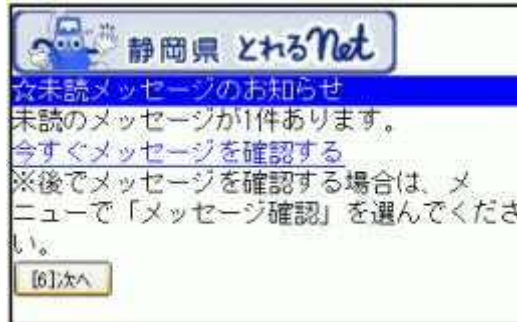 静岡県 とれるNet
☆未読メッセージのお知らせ
未読のメッセージが1件あります。
今すぐメッセージを確認する
※後でメッセージを確認する場合は、メ
ニューで「メッセージ確認」を選んでくださ
い。
[6]次へ